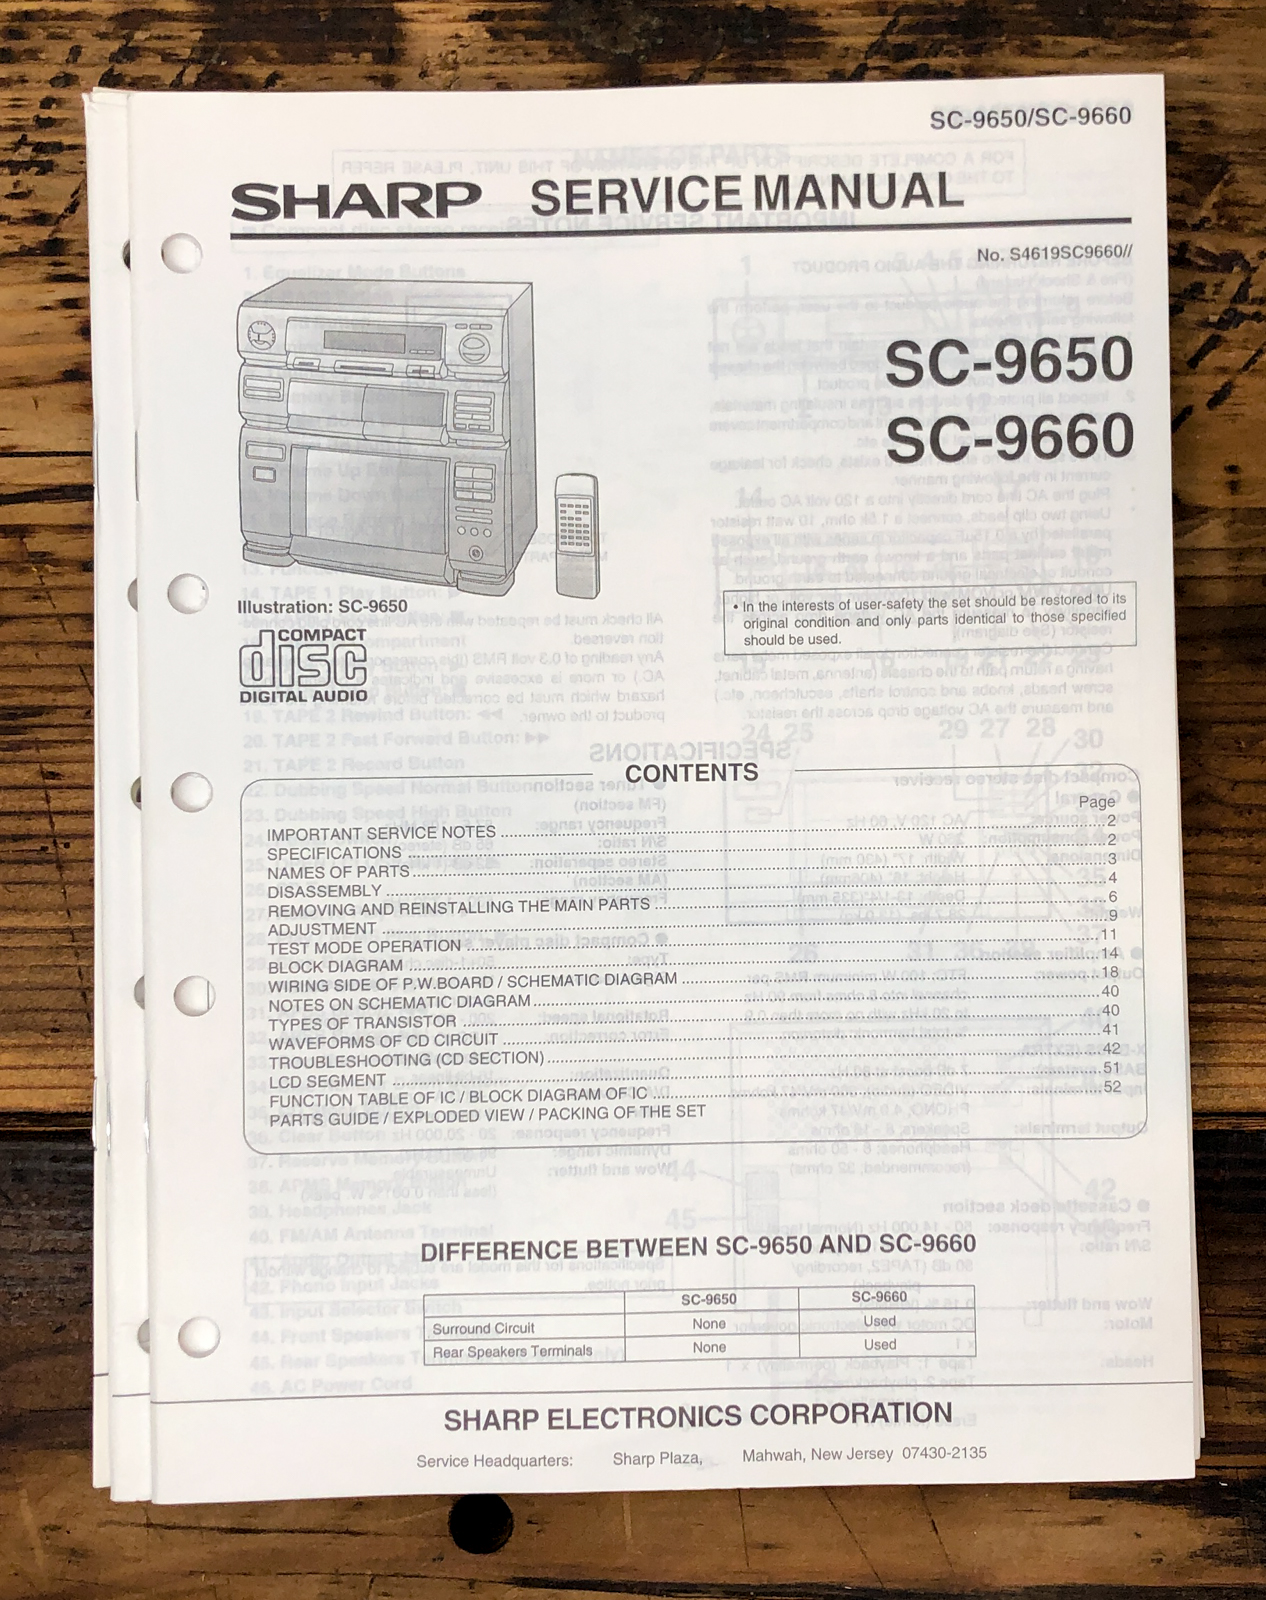 SC-9650/SC-9660
SHARP SERVICE MANUAL
No. S4619SC9660//
SC-9650
SC-9660
Illustration: SC-9650
COMPACT
disc
DIGITAL AUDIO
• In the interests of user-safety the set should be restored to its
original condition and only parts identical to those specified
should be used.
CONTENTS
Page
IMPORTANT SERVICE NOTES 2
SPECIFICATIONS 2
NAMES OF PARTS 3
DISASSEMBLY 4
REMOVING AND REINSTALLING THE MAIN PARTS 6
ADJUSTMENT 9
TEST MODE OPERATION 11
BLOCK DIAGRAM 14
WIRING SIDE OF P.W.BOARD / SCHEMATIC DIAGRAM 18
NOTES ON SCHEMATIC DIAGRAM 40
TYPES OF TRANSISTOR 40
WAVEFORMS OF CD CIRCUIT 41
TROUBLESHOOTING (CD SECTION) 42
LCD SEGMENT 51
FUNCTION TABLE OF IC / BLOCK DIAGRAM OF IC 52
PARTS GUIDE / EXPLODED VIEW / PACKING OF THE SET
DIFFERENCE BETWEEN SC-9650 AND SC-9660
SC-9650 SC-9660
Surround Circuit None Used
Rear Speakers Terminals None Used
SHARP ELECTRONICS CORPORATION
Service Headquarters: Sharp Plaza, Mahwah, New Jersey 07430-2135